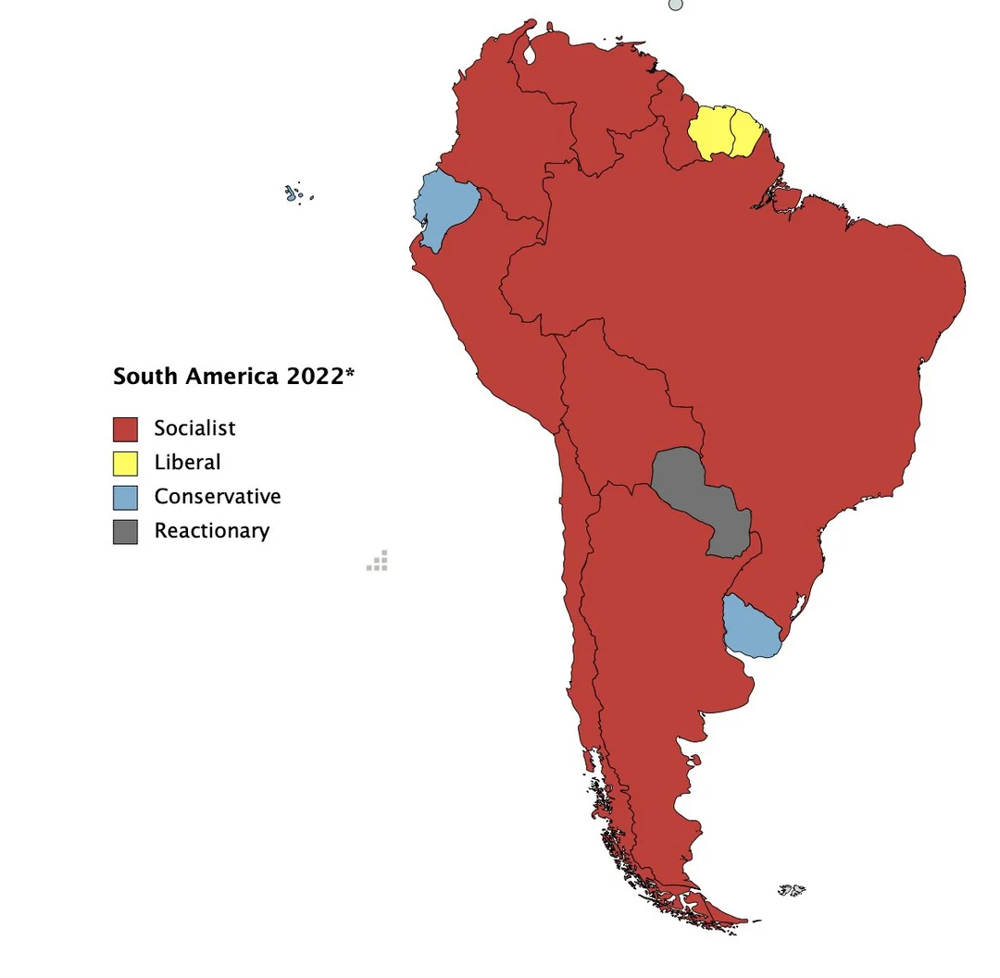 South America 2022*
Socialist
Liberal
Conservative
Reactionary